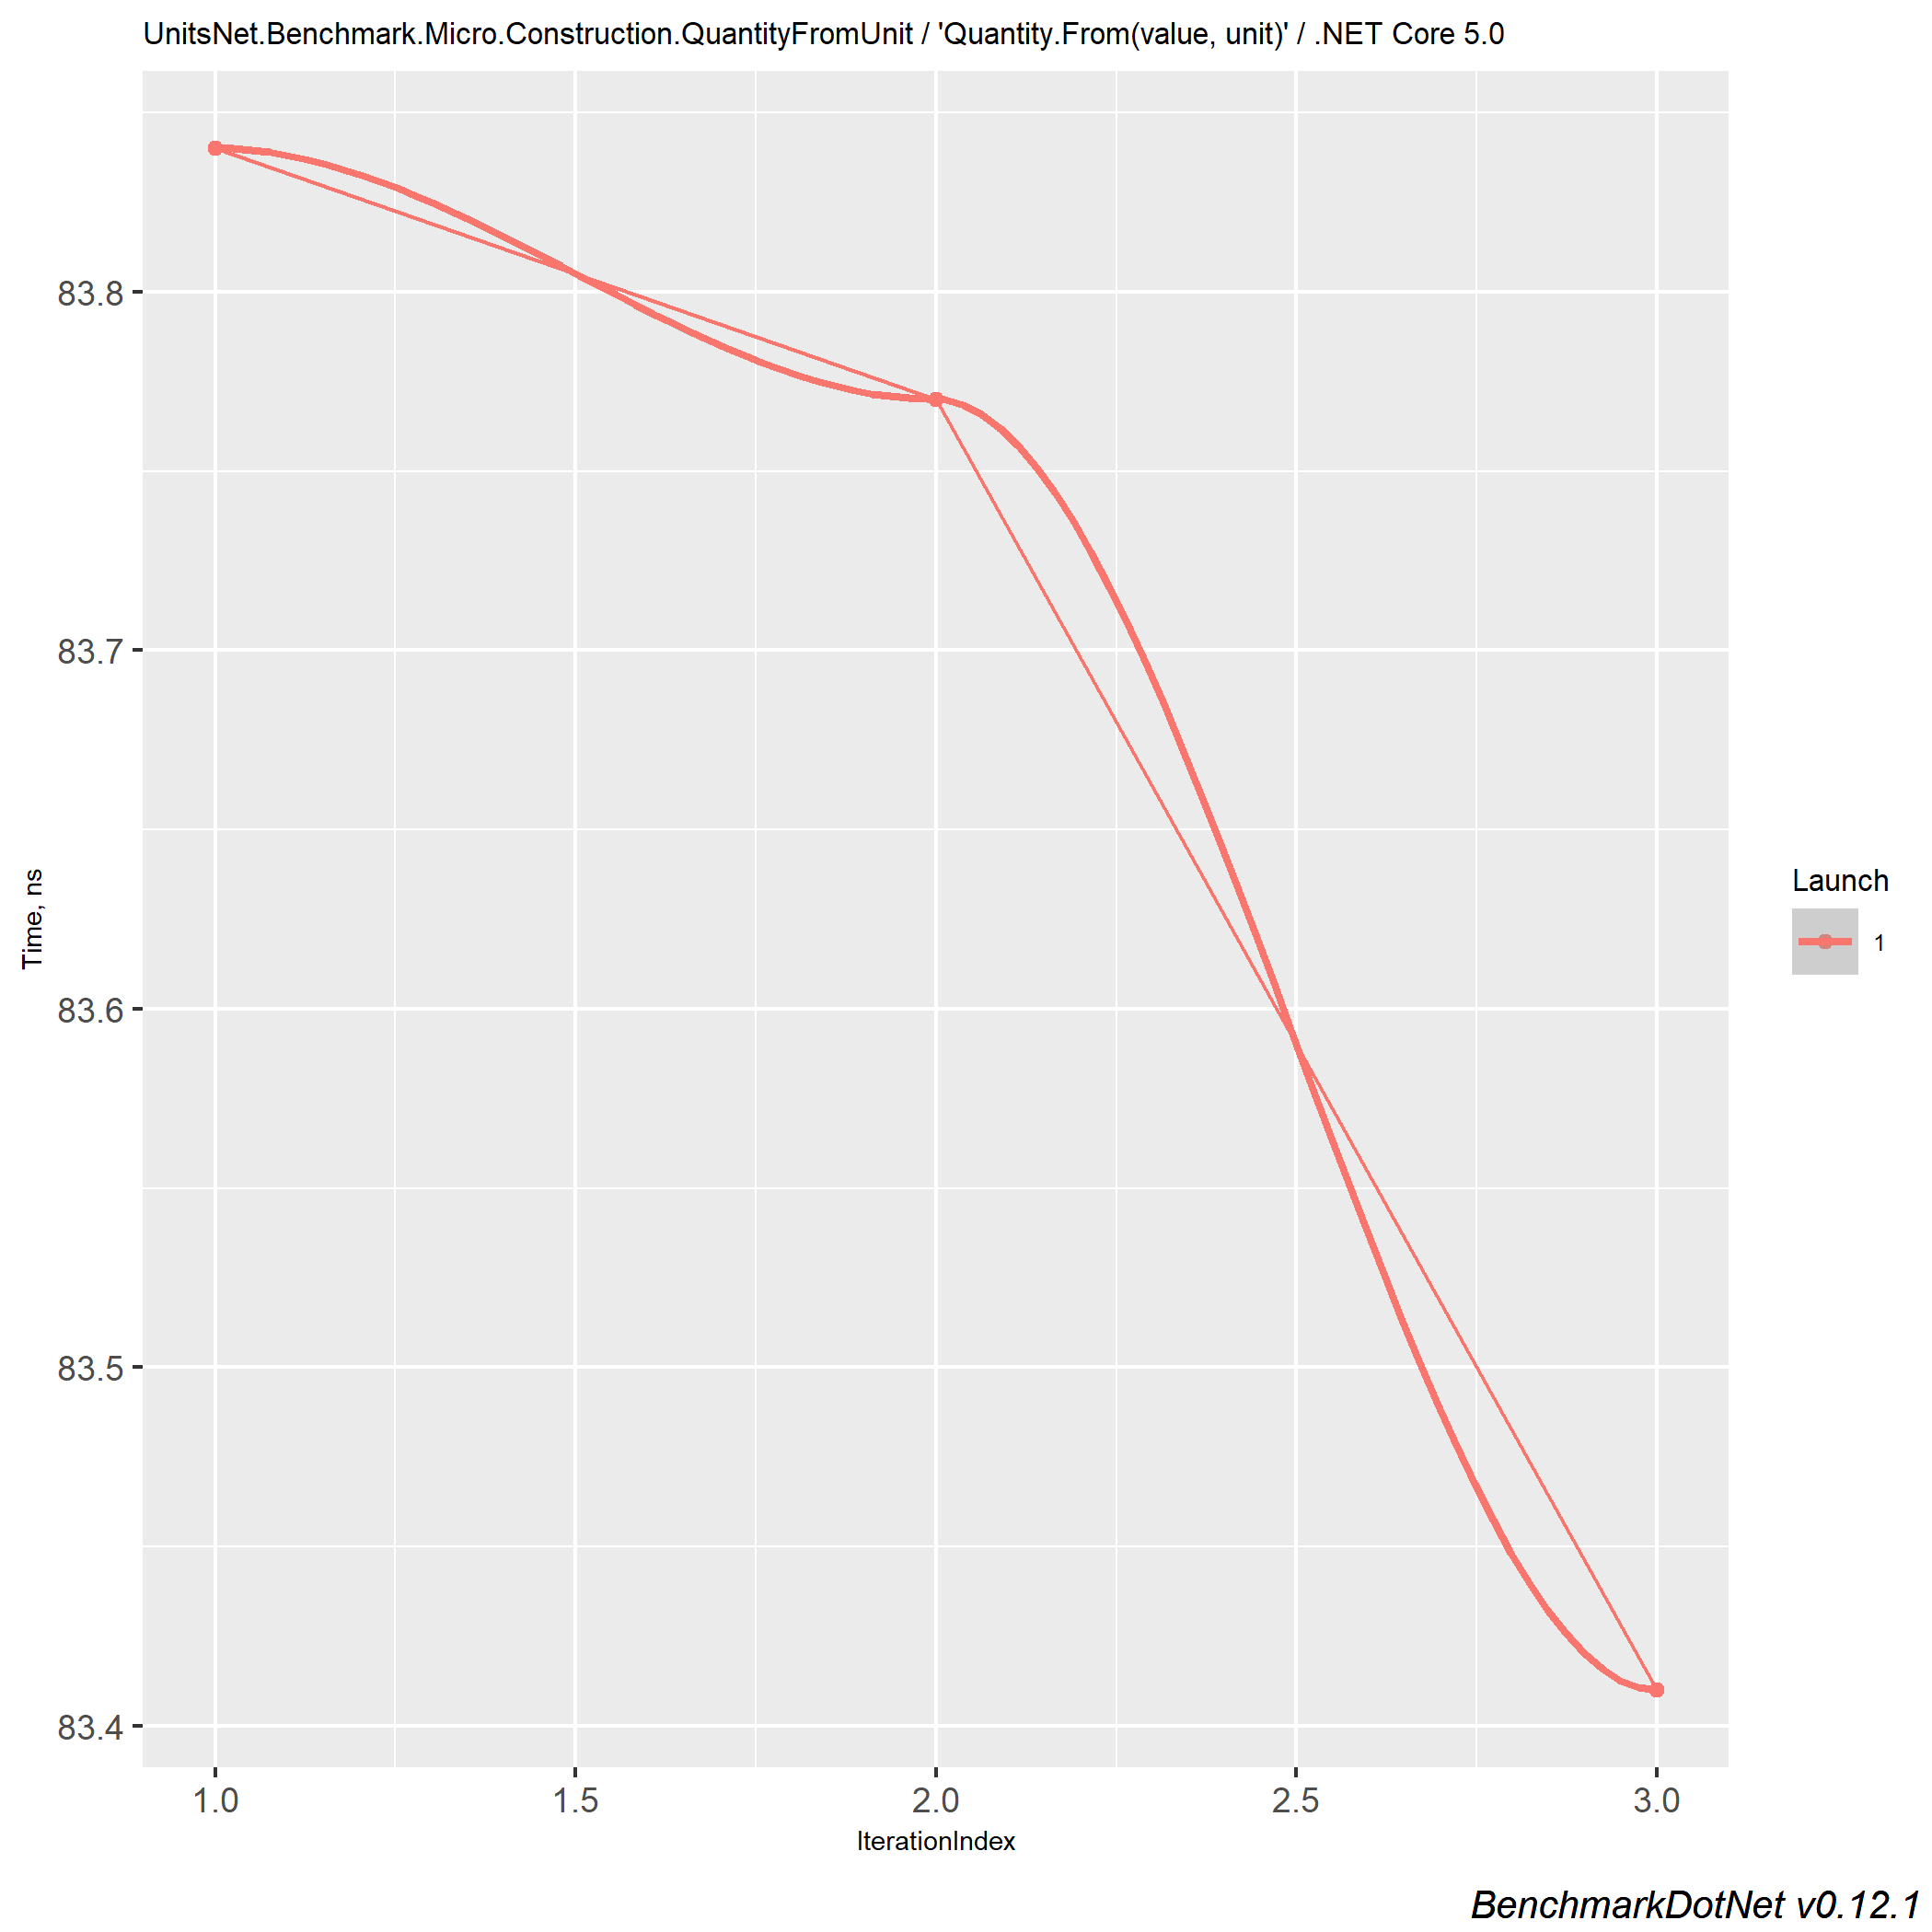 UnitsNet.Benchmark.Micro.Construction.QuantityFromUnit / 'Quantity.From(value, unit)' / .NET Core 5.0
83.8
83.7
83.6
83.5
83.4
Time, ns
1.0 1.5 2.0 2.5 3.0
IterationIndex
Launch
1
BenchmarkDotNet v0.12.1